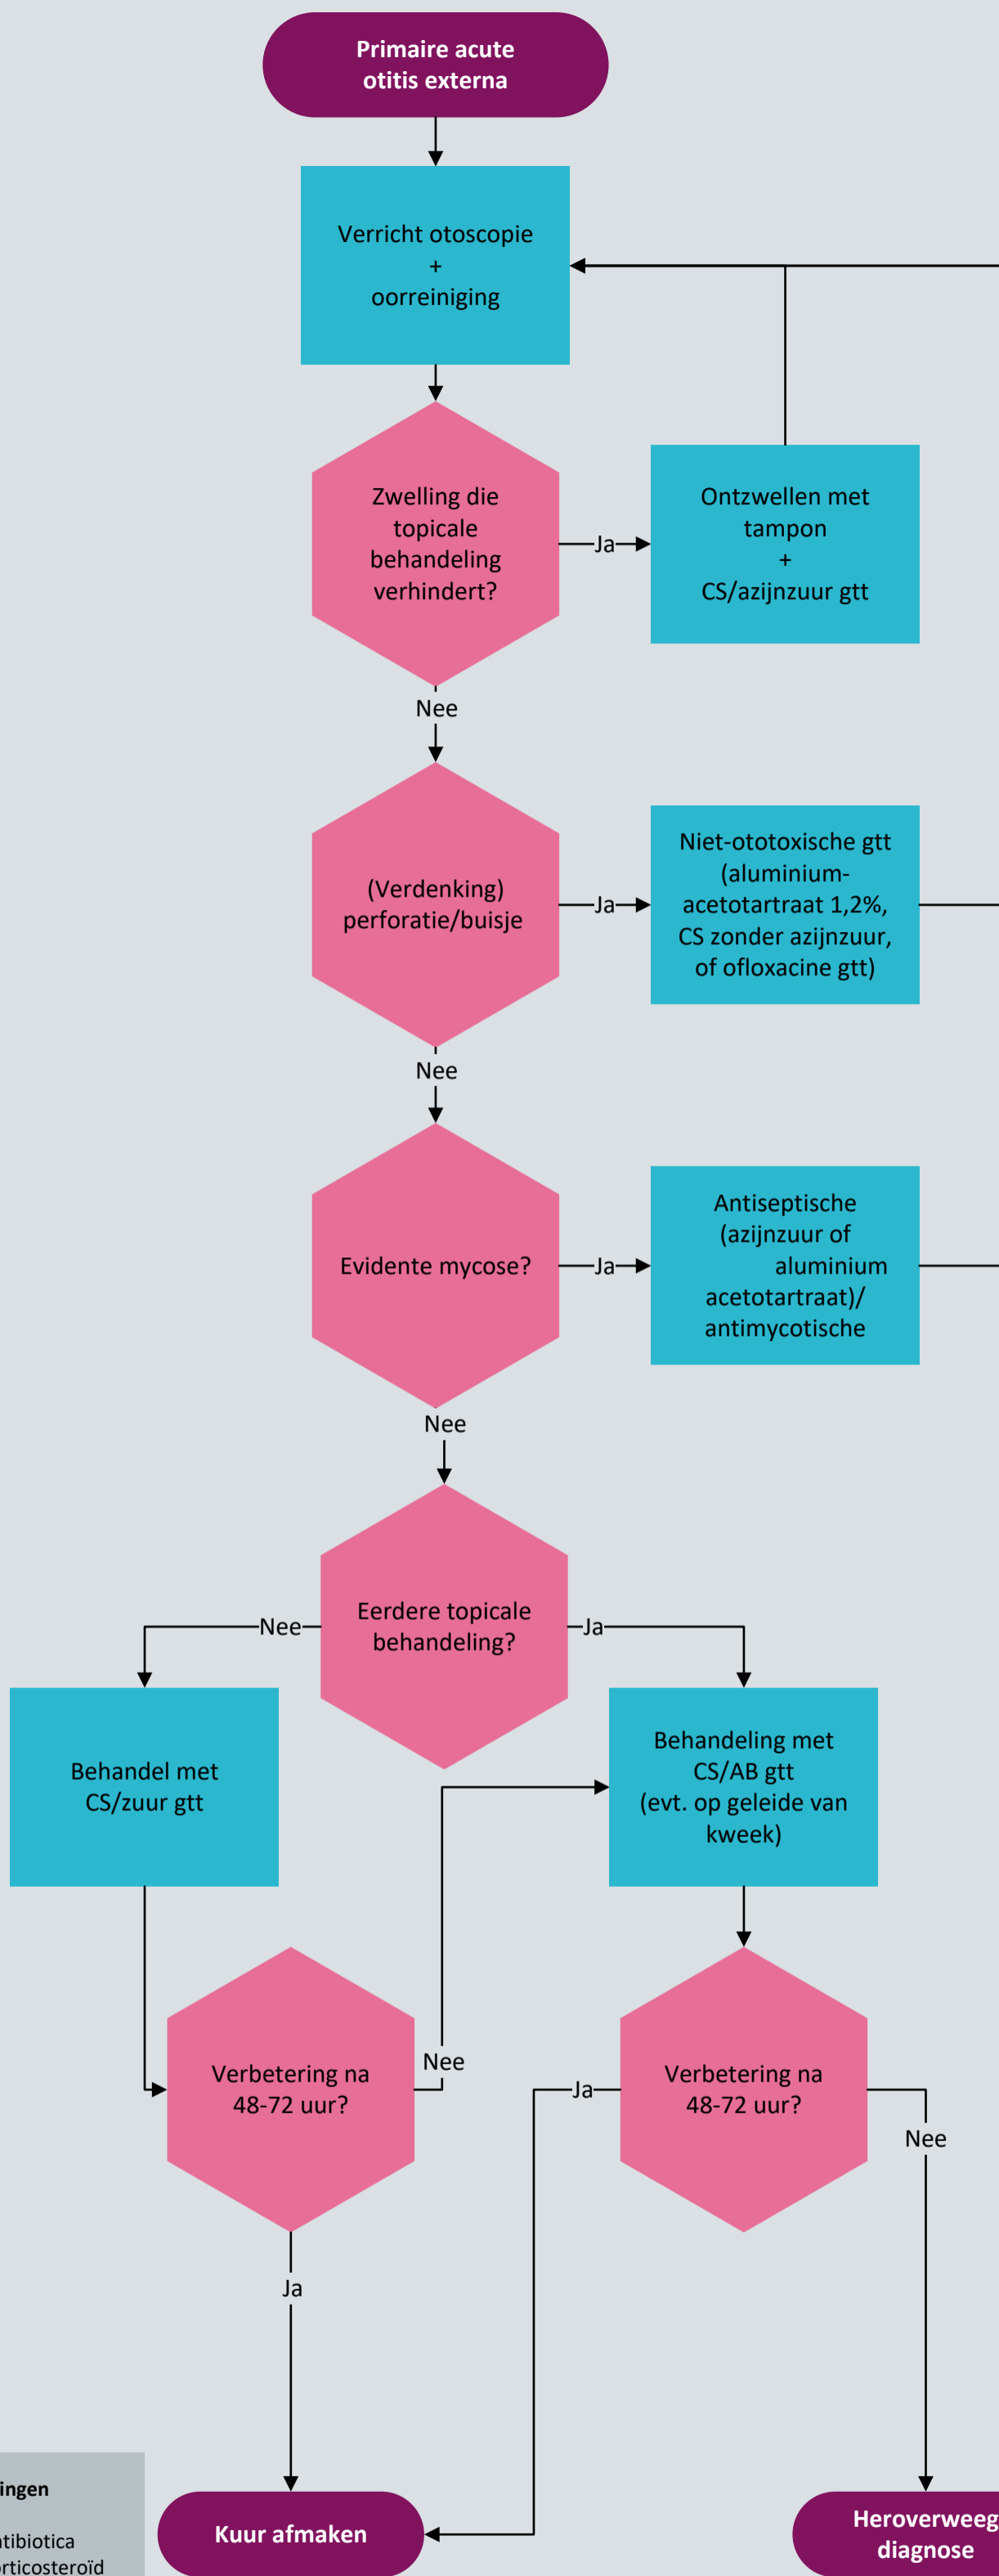 Primaire acute
otitis externa
Verricht otoscopie
+
oorreiniging
Zwelling die
topicale
behandeling
verhindert?
Ja
Ontzwellen met
tampon
+
CS/azijnzuur gtt
Nee
(Verdenking)
perforatie/buisje
Ja
Niet-ototoxische gtt
(aluminium-
acetotartraat 1,2%,
CS zonder azijnzuur,
of ofloxacine gtt)
Nee
Evidente mycose?
Ja
Antiseptische
(azijnzuur of
aluminium
acetotartraat)/
antimycotische
Nee
Eerdere topicale
behandeling?
Nee
Ja
Behandel met
CS/zuur gtt
Behandeling met
CS/AB gtt
(evt. op geleide van
kweek)
Verbetering na
48-72 uur?
Nee
Ja
Verbetering na
48-72 uur?
Ja
Nee
ingen
tibiotica
orticosteroïd
Kuur afmaken
Heroverweeg
diagnose